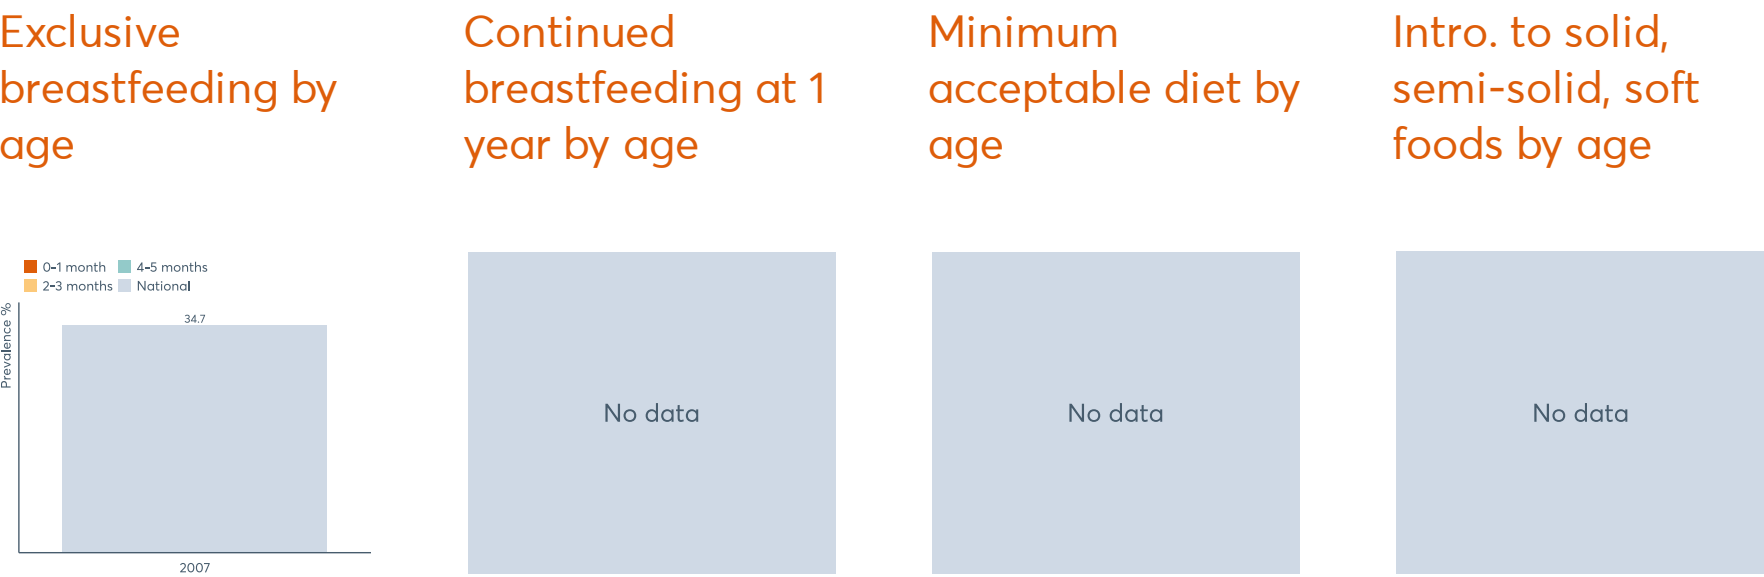 Exclusive
breastfeeding by
age
Continued
breastfeeding at 1
year by age
Minimum
acceptable diet by
age
Intro. to solid,
semi-solid, soft
foods by age
0-1 month
4-5 months
2-3 months
National
Prevalence %
34.7
2007
No data
No data
No data